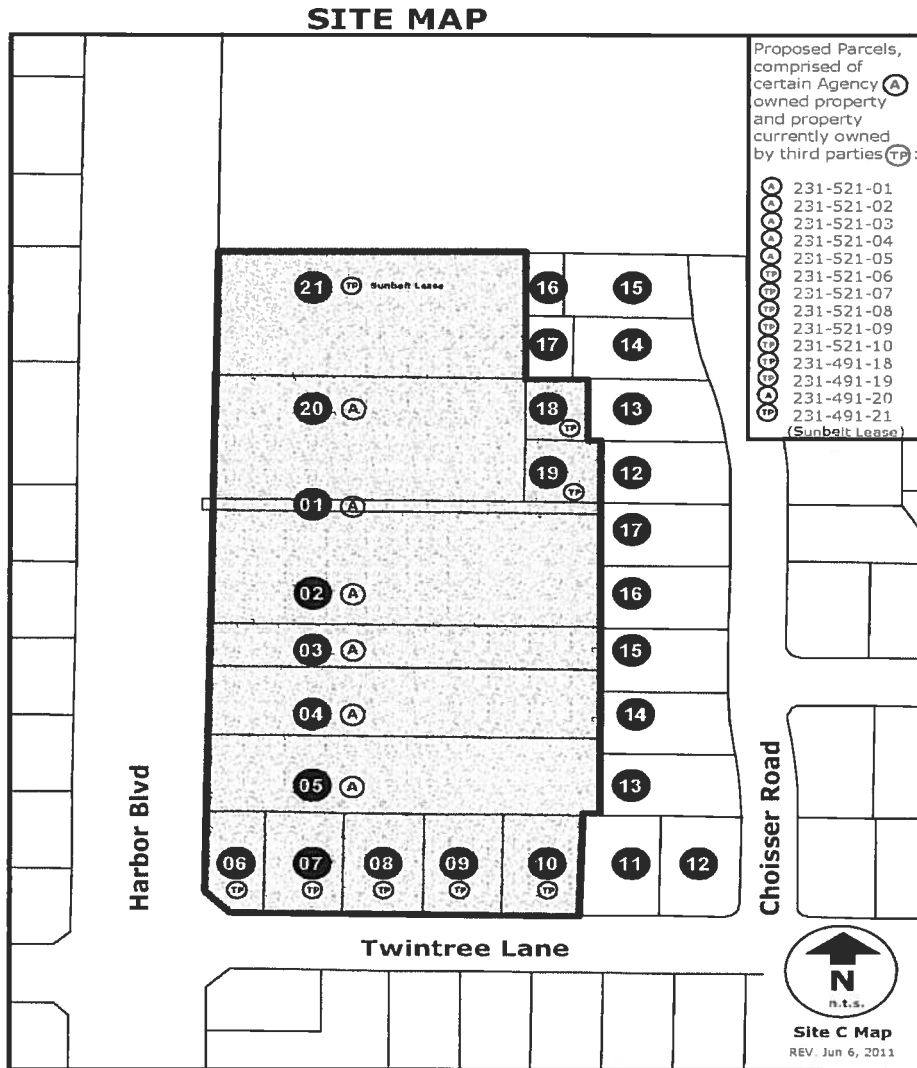 SITE MAP
Proposed Parcels,
comprised of
certain Agency A
owned property
and property
currently owned
by third parties TP :
A 231-521-01
A 231-521-02
A 231-521-03
A 231-521-04
A 231-521-05
TP 231-521-06
TP 231-521-07
TP 231-521-08
TP 231-521-09
TP 231-521-10
TP 231-491-18
TP 231-491-19
A 231-491-20
TP 231-491-21
(Sunbelt Lease)
21 TP Sunbelt Lease
16 15
17 14
20 A
18 TP
13
19 TP
12
01 A
17
02 A
16
03 A
15
04 A
14
05 A
13
06 TP
07 TP
08 TP
09 TP
10 TP
11 12
Harbor Blvd
Choisser Road
Twintree Lane
N
n.t.s.
Site C Map
REV. Jun 6, 2011